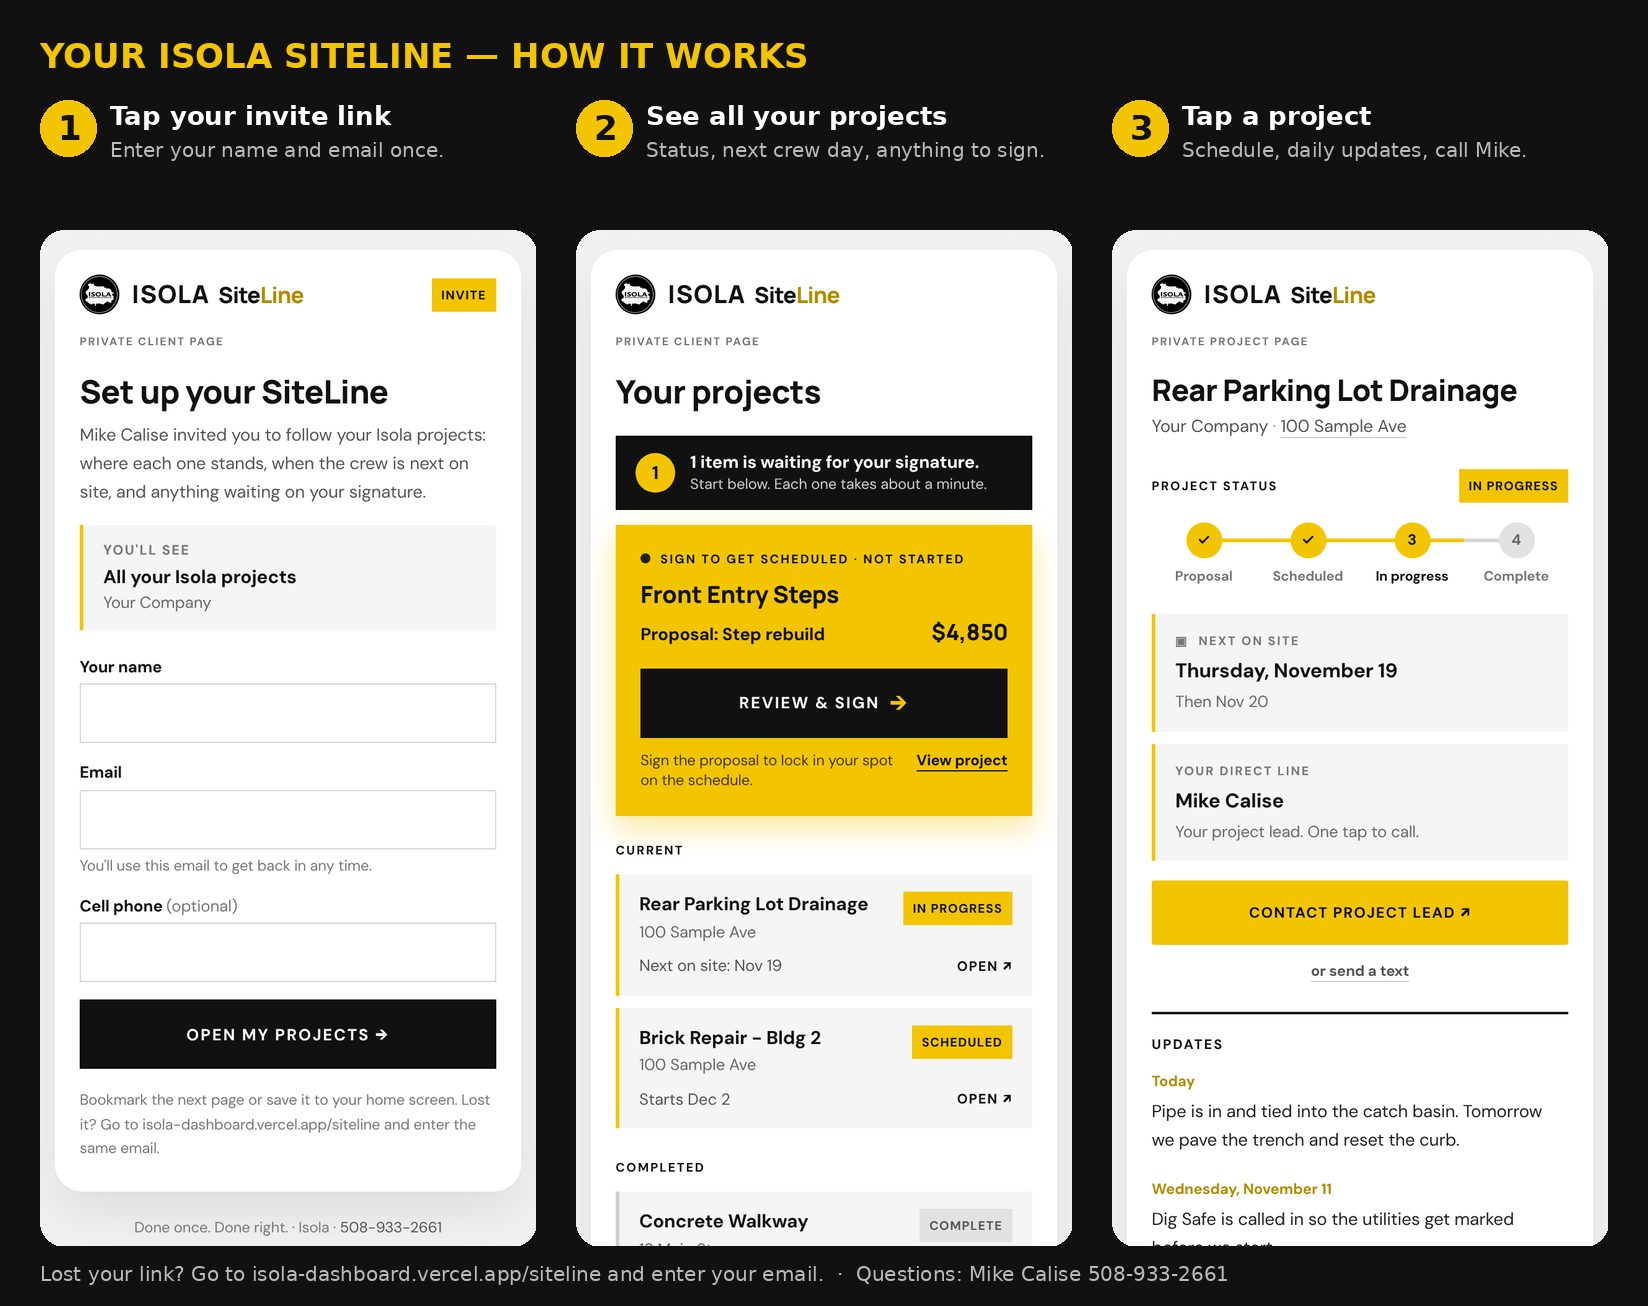 YOUR ISOLA SITELINE — HOW IT WORKS
1
Tap your invite link
Enter your name and email once.
2
See all your projects
Status, next crew day, anything to sign.
3
Tap a project
Schedule, daily updates, call Mike.
ISOLA
ISOLA SiteLine
INVITE
PRIVATE CLIENT PAGE
Set up your SiteLine
Mike Calise invited you to follow your Isola projects:
where each one stands, when the crew is next on
site, and anything waiting on your signature.
YOU'LL SEE
All your Isola projects
Your Company
Your name
Email
You'll use this email to get back in any time.
Cell phone (optional)
OPEN MY PROJECTS →
Bookmark the next page or save it to your home screen. Lost
it? Go to isola-dashboard.vercel.app/siteline and enter the
same email.
Done once. Done right. · Isola · 508-933-2661
ISOLA
ISOLA SiteLine
PRIVATE CLIENT PAGE
Your projects
1
1 item is waiting for your signature.
Start below. Each one takes about a minute.
SIGN TO GET SCHEDULED · NOT STARTED
Front Entry Steps
Proposal: Step rebuild $4,850
REVIEW & SIGN →
Sign the proposal to lock in your spot
on the schedule.
View project
CURRENT
Rear Parking Lot Drainage
IN PROGRESS
100 Sample Ave
Next on site: Nov 19
OPEN ↗
Brick Repair – Bldg 2
SCHEDULED
100 Sample Ave
Starts Dec 2
OPEN ↗
COMPLETED
Concrete Walkway
COMPLETE
ISOLA
ISOLA SiteLine
PRIVATE PROJECT PAGE
Rear Parking Lot Drainage
Your Company · 100 Sample Ave
PROJECT STATUS
IN PROGRESS
✓ ✓ 3 4
Proposal Scheduled In progress Complete
NEXT ON SITE
Thursday, November 19
Then Nov 20
YOUR DIRECT LINE
Mike Calise
Your project lead. One tap to call.
CONTACT PROJECT LEAD ↗
or send a text
UPDATES
Today
Pipe is in and tied into the catch basin. Tomorrow
we pave the trench and reset the curb.
Wednesday, November 11
Dig Safe is called in so the utilities get marked
before we start
Lost your link? Go to isola-dashboard.vercel.app/siteline and enter your email. · Questions: Mike Calise 508-933-2661